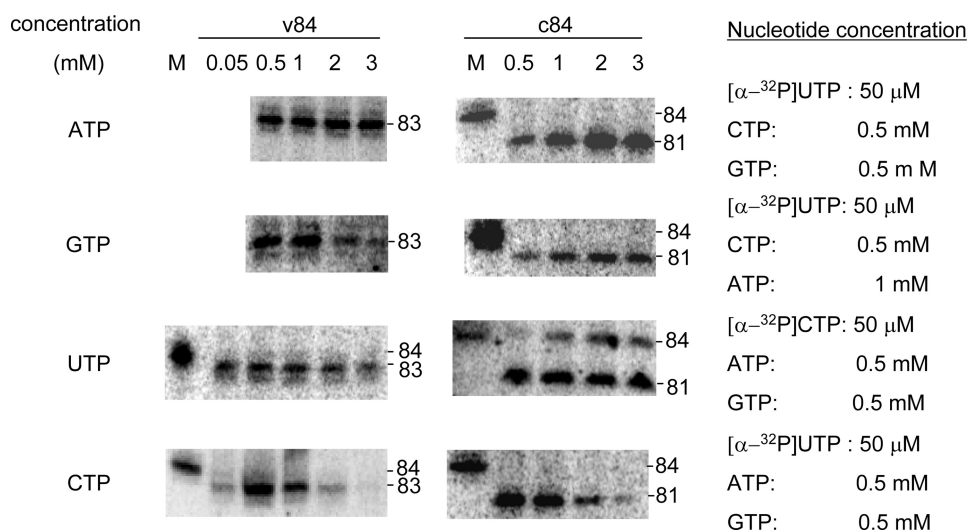 concentration v84 c84 Nucleotide concentration
(mM) M 0.05 0.5 1 2 3 M 0.5 1 2 3
[α–³²P]UTP : 50 μM
ATP -83 -84 CTP: 0.5 mM
-81
GTP: 0.5 m M
[α–³²P]UTP: 50 μM
GTP -83 -84 CTP: 0.5 mM
-81
ATP: 1 mM
[α–³²P]CTP: 50 μM
UTP -84 -84 ATP: 0.5 mM
-83 -81
GTP: 0.5 mM
[α–³²P]UTP : 50 μM
CTP -84 -84 ATP: 0.5 mM
-83 -81
GTP: 0.5 mM